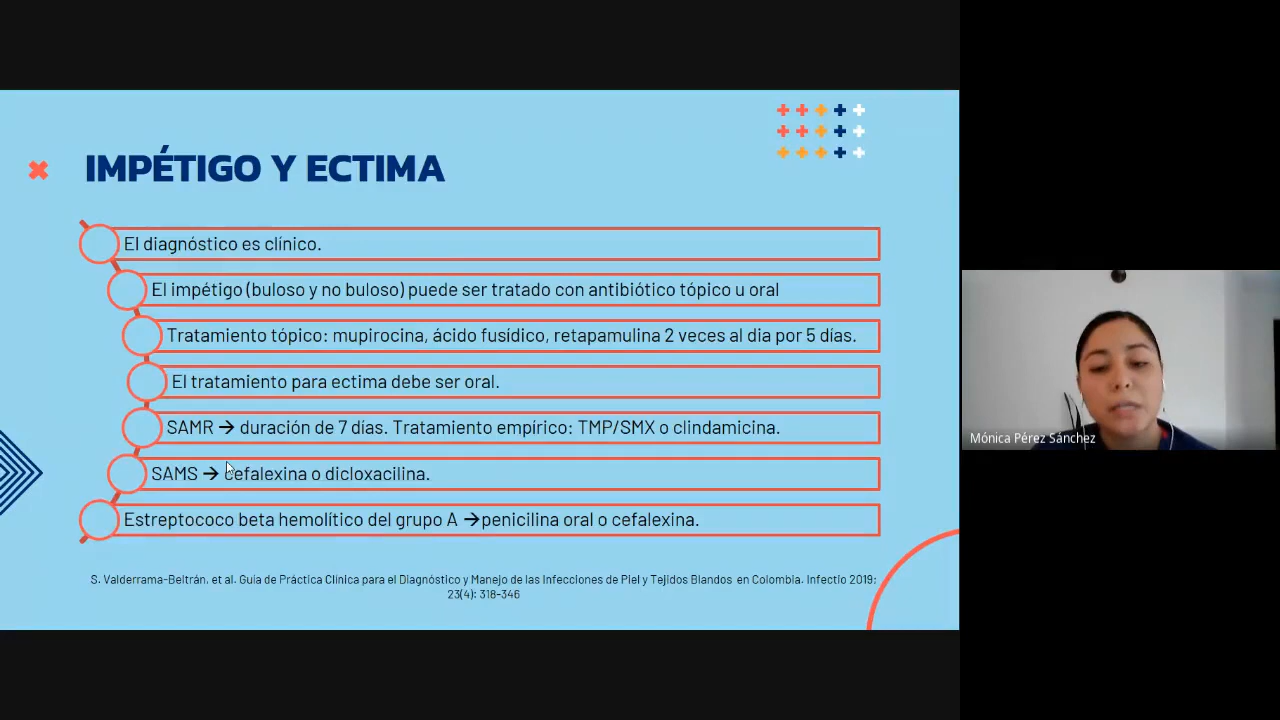 IMPÉTIGO Y ECTIMA
El diagnóstico es clínico.
El impétigo (buloso y no buloso) puede ser tratado con antibiótico tópico u oral
Tratamiento tópico: mupirocina, ácido fusídico, retapamulina 2 veces al dia por 5 días.
El tratamiento para ectima debe ser oral.
SAMR → duración de 7 días. Tratamiento empírico: TMP/SMX o clindamicina.
SAMS → cefalexina o dicloxacilina.
Estreptococo beta hemolítico del grupo A →penicilina oral o cefalexina.
S. Valderrama-Beltrán, et al. Guía de Práctica Clínica para el Diagnóstico y Manejo de las Infecciones de Piel y Tejidos Blandos en Colombia. Infectio 2019;
23(4): 318-346
Mónica Pérez Sánchez